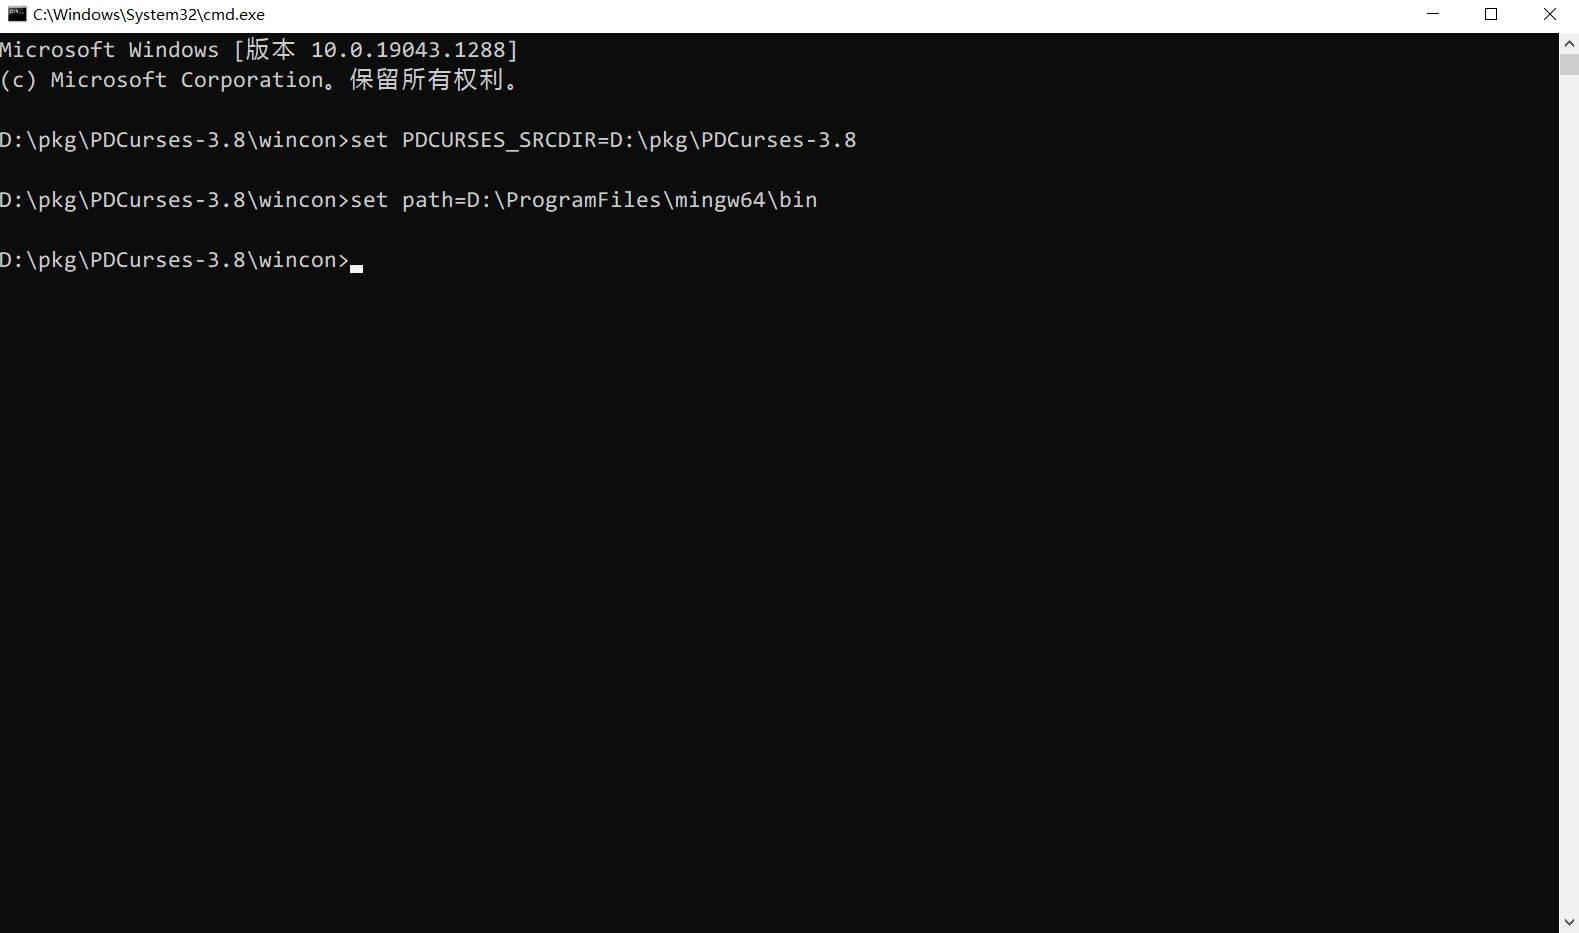 C:\Windows\System32\cmd.exe
Microsoft Windows [版本 10.0.19043.1288]
(c) Microsoft Corporation。保留所有权利。
D:\pkg\PDCurses-3.8\wincon>set PDCURSES_SRCDIR=D:\pkg\PDCurses-3.8
D:\pkg\PDCurses-3.8\wincon>set path=D:\ProgramFiles\mingw64\bin
D:\pkg\PDCurses-3.8\wincon>